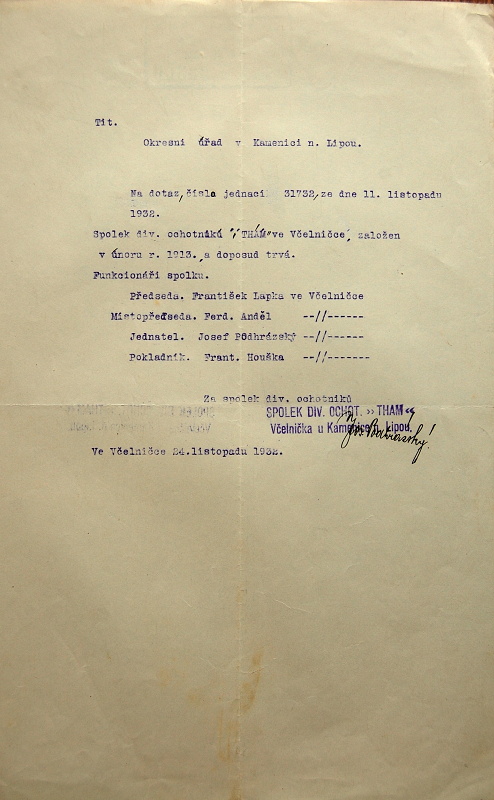 Tit.
Okresní úřad v Kamenici n. Lipou.
Na dotaz, čísla jednací 31732, ze dne 11. listopadu
1932.
Spolek div. ochotníků "THÁM" ve Včelničce, založen
v únoru r. 1913. a doposud trvá.
Funkcionáři spolku.
Předseda. František Lapka ve Včelničce
Místopředseda. Ferd. Anděl --//------
Jednatel. Josef Podhrázský --//------
Pokladník. Frant. Houška --//-------
Za spolek div. ochotníků
SPOLEK DIV. OCHOT. »THAM«
Včelnička u Kamenice n. Lipou.
Jos. Podhrázský!
Ve Včelničce 24.listopadu 1932.